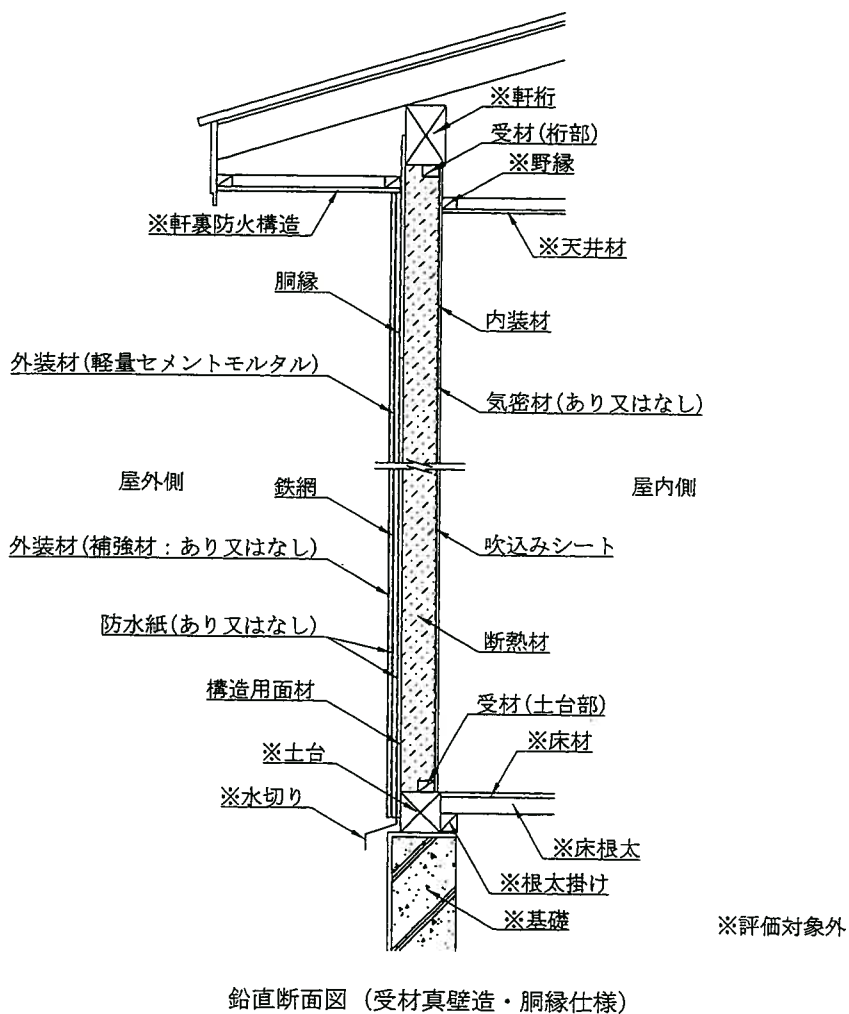 ※軒桁
受材(桁部)
※野縁
※軒裏防火構造
※天井材
胴縁
内装材
外装材(軽量セメントモルタル)
気密材(あり又はなし)
屋外側
鉄網
屋内側
外装材(補強材：あり又はなし)
吹込みシート
防水紙(あり又はなし)
断熱材
構造用面材
受材(土台部)
※土台
※床材
※水切り
※床根太
※根太掛け
※基礎
※評価対象外
鉛直断面図 (受材真壁造・胴縁仕様)